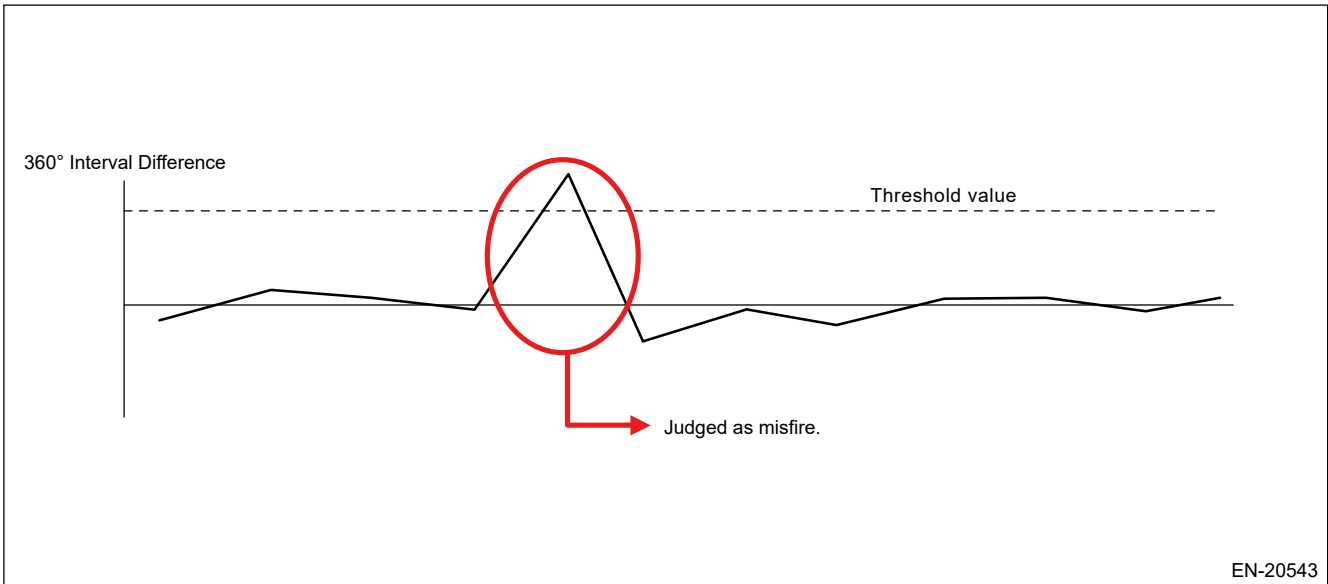 360° Interval Difference
Threshold value
Judged as misfire.
EN-20543